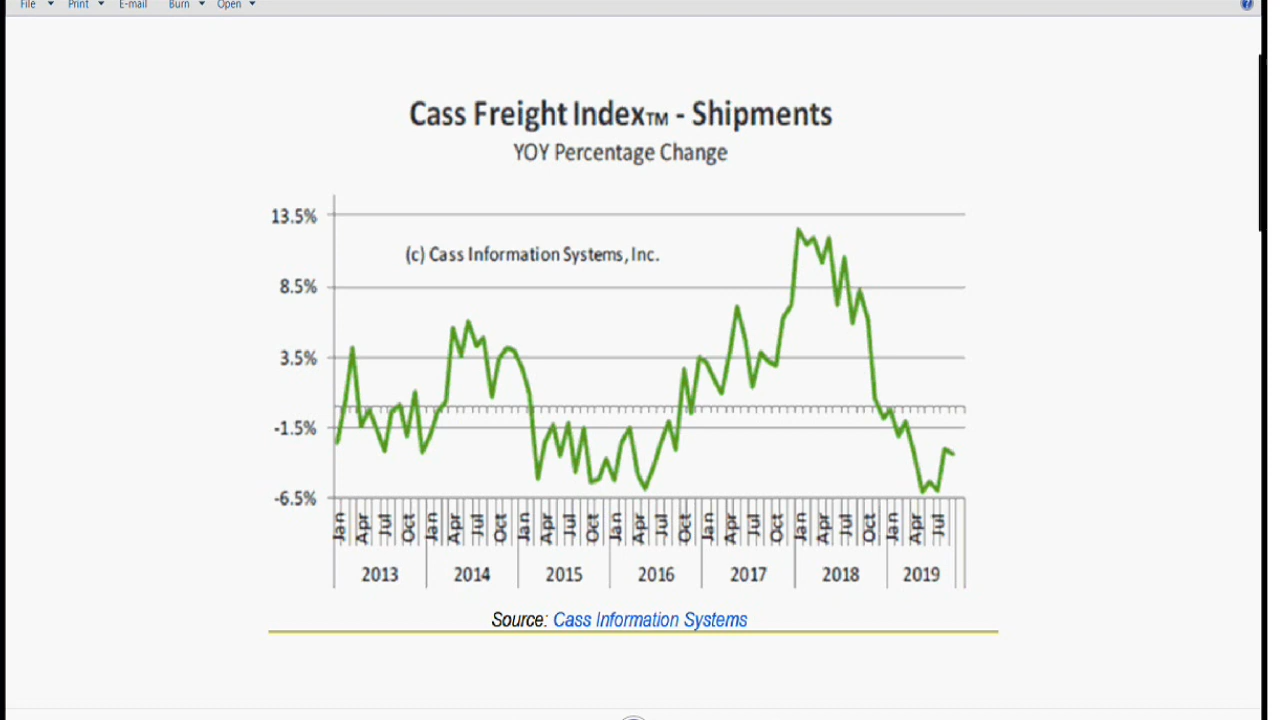 File Print E-mail Burn Open
Cass Freight Index™ - Shipments
YOY Percentage Change
13.5%
(c) Cass Information Systems, Inc.
8.5%
3.5%
-1.5%
-6.5%
Jan Apr Jul Oct Jan Apr Jul Oct Jan Apr Jul Oct Jan Apr Jul Oct Jan Apr Jul Oct Jan Apr Jul Oct Jan Apr Jul
2013 2014 2015 2016 2017 2018 2019
Source: Cass Information Systems